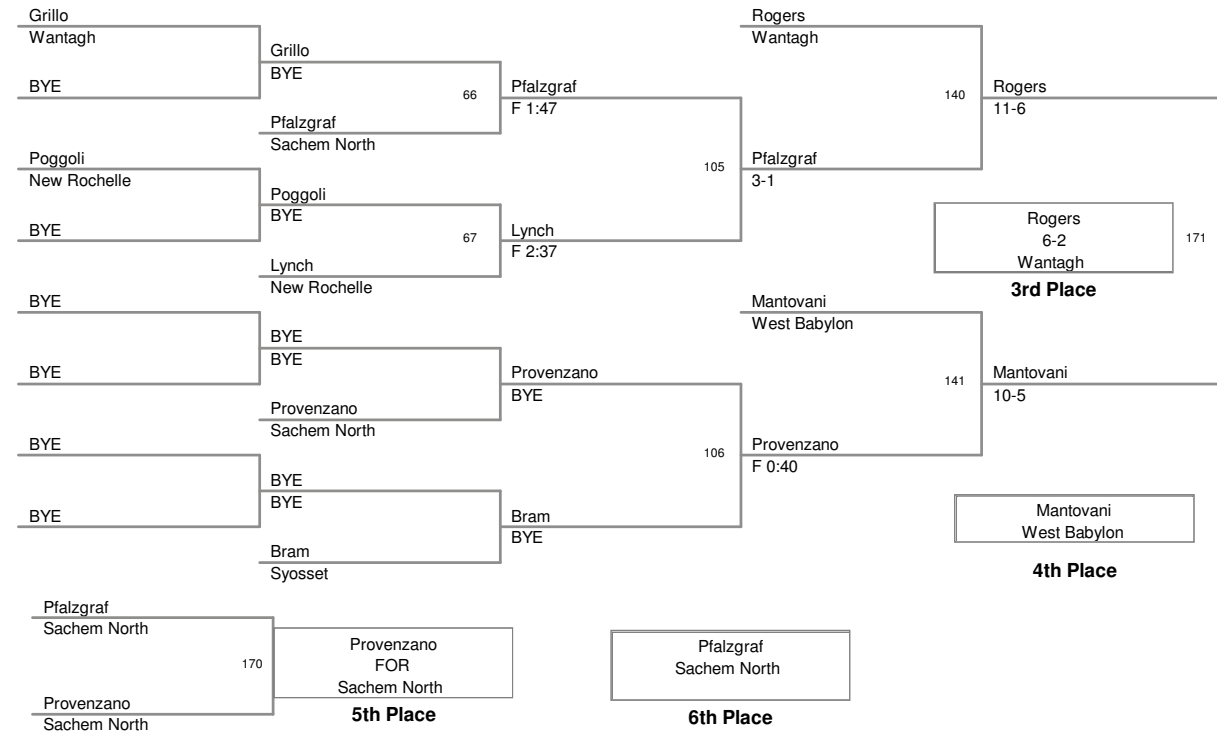 Grillo
Wantagh
BYE
Poggoli
New Rochelle
BYE
BYE
BYE
BYE
BYE
Grillo
BYE
66
Pfalzgraf
Sachem North
Poggoli
BYE
67
Lynch
New Rochelle
BYE
BYE
Provenzano
Sachem North
BYE
BYE
Bram
Syosset
Pfalzgraf
F 1:47
105
Lynch
F 2:37
Provenzano
BYE
106
Bram
BYE
Rogers
Wantagh
140
Pfalzgraf
3-1
Mantovani
West Babylon
141
Provenzano
F 0:40
Rogers
11-6
Rogers
6-2
Wantagh
171
3rd Place
Mantovani
10-5
Mantovani
West Babylon
4th Place
Pfalzgraf
Sachem North
170
Provenzano
Sachem North
Provenzano
FOR
Sachem North
5th Place
Pfalzgraf
Sachem North
6th Place